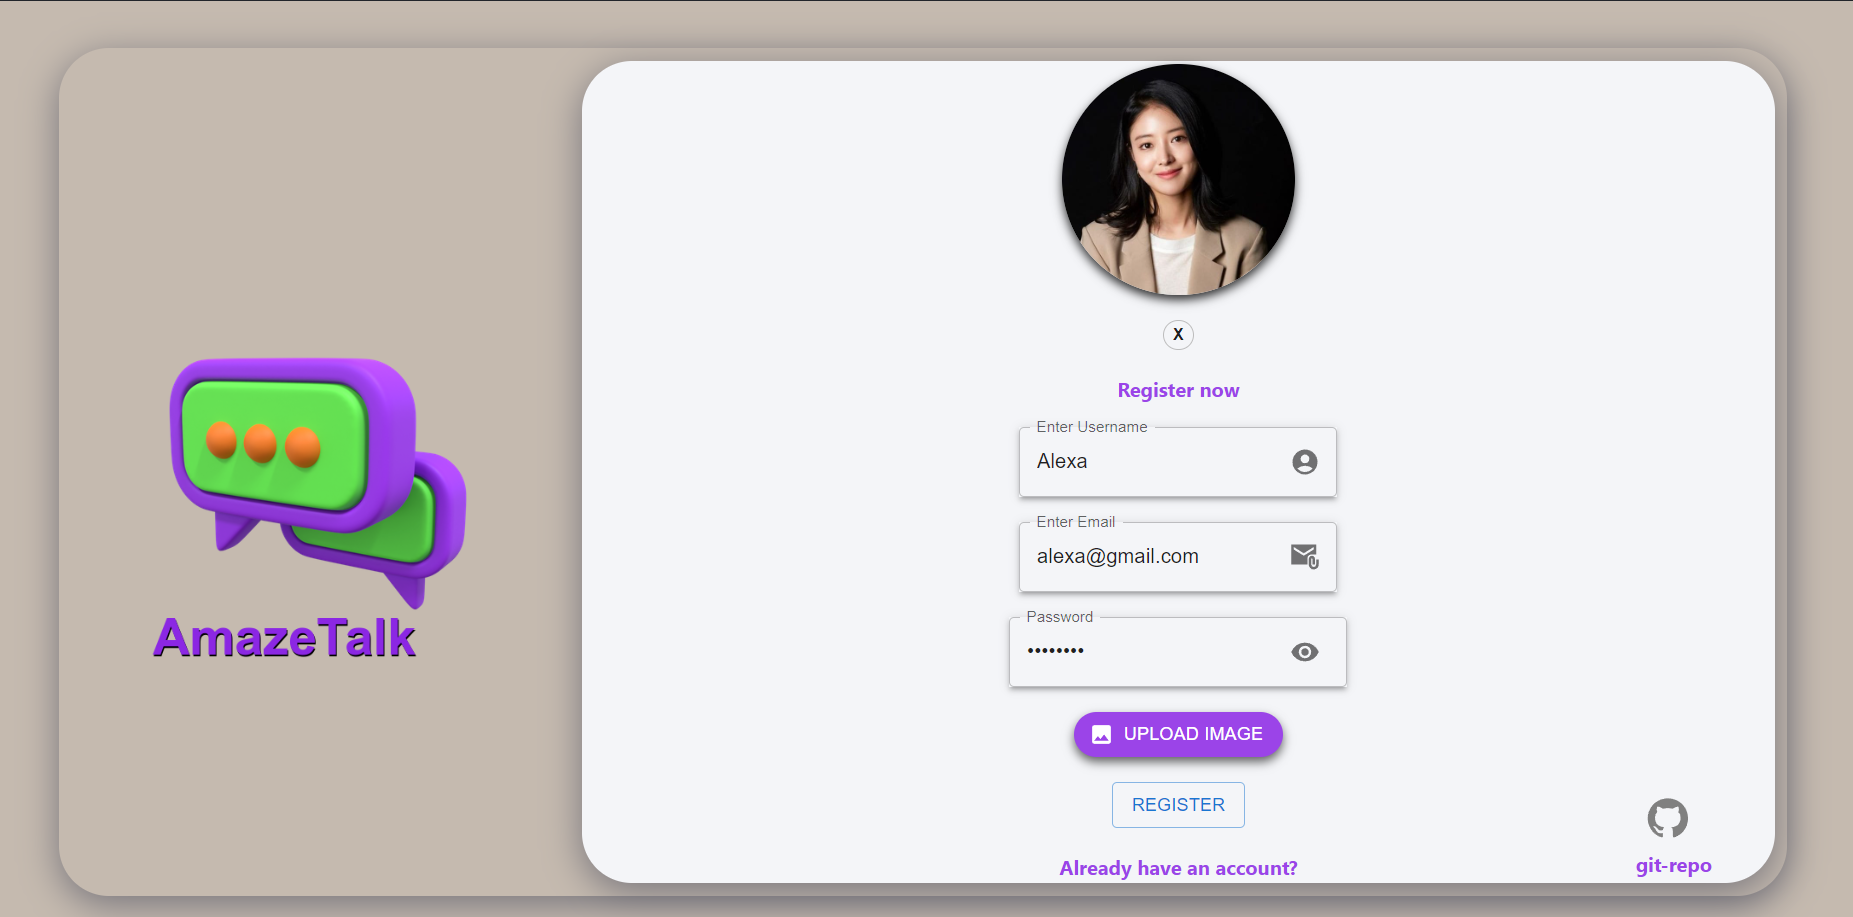 AmazeTalk
X
Register now
Enter Username
Alexa
Enter Email
alexa@gmail.com
Password
••••••••
UPLOAD IMAGE
REGISTER
Already have an account?
git-repo